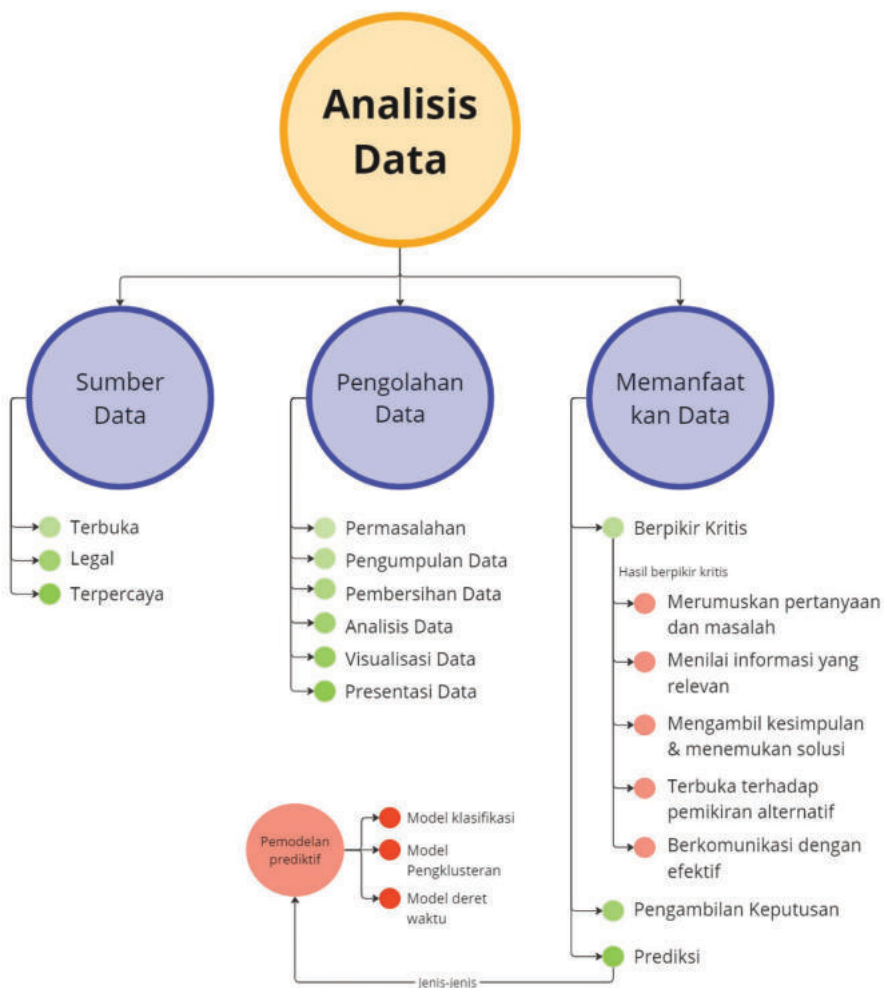 Analisis
Data
Sumber
Data
Pengolahan
Data
Memanfaat
kan Data
Terbuka
Legal
Terpercaya
Permasalahan
Pengumpulan Data
Pembersihan Data
Analisis Data
Visualisasi Data
Presentasi Data
Berpikir Kritis
Hasil berpikir kritis
Merumuskan pertanyaan
dan masalah
Menilai informasi yang
relevan
Mengambil kesimpulan
& menemukan solusi
Terbuka terhadap
pemikiran alternatif
Berkomunikasi dengan
efektif
Pengambilan Keputusan
Prediksi
Jenis-jenis
Pemodelan
prediktif
Model klasifikasi
Model
Pengklusteran
Model deret
waktu